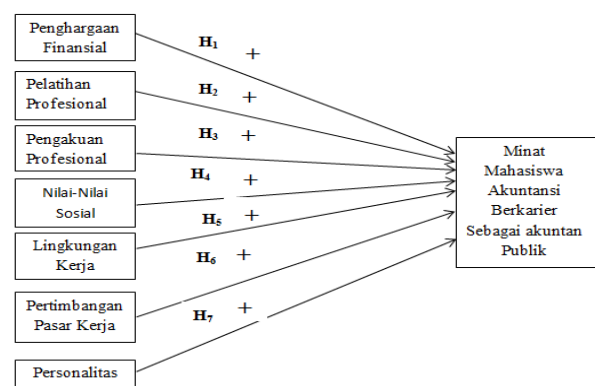 Penghargaan
Finansial
H₁ +
Pelatihan
Profesional
H₂ +
Pengakuan
Profesional
H₃ +
Nilai-Nilai
Sosial
H₄ +
Lingkungan
Kerja
H₅ +
Pertimbangan
Pasar Kerja
H₆ +
Personalitas
H₇ +
Minat
Mahasiswa
Akuntansi
Berkarier
Sebagai akuntan
Publik